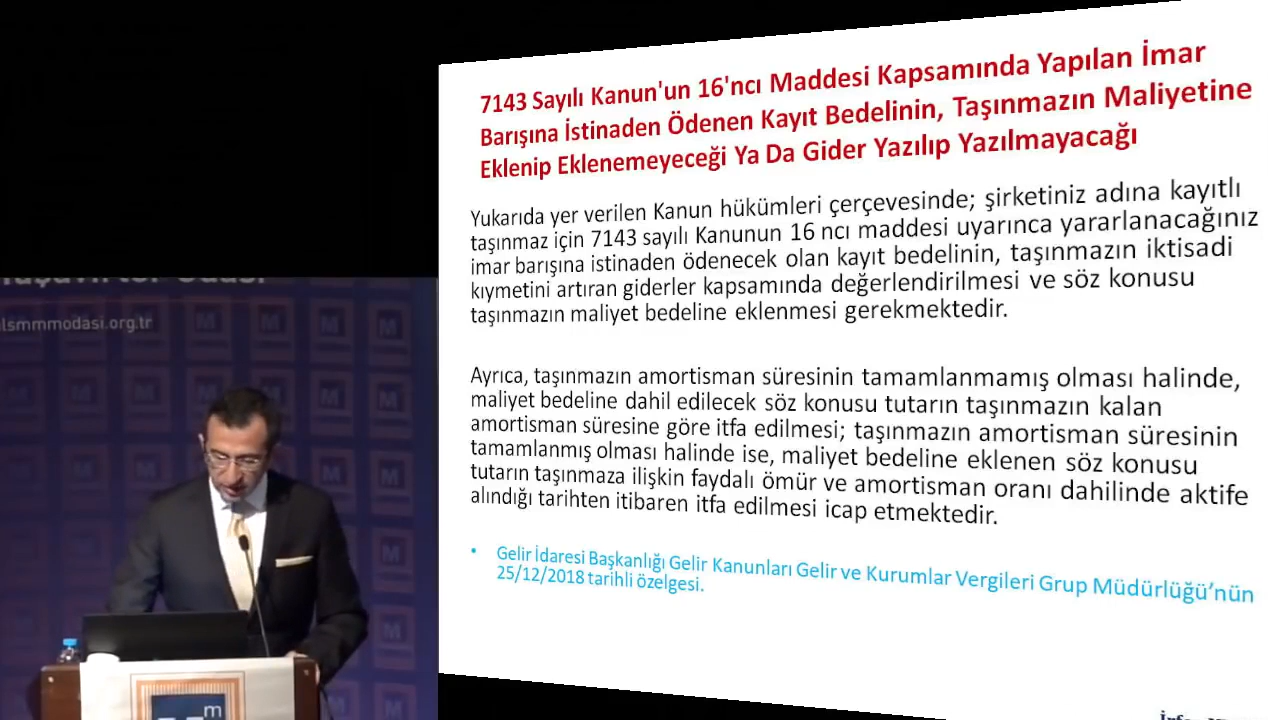 7143 Sayılı Kanun'un 16'ncı Maddesi Kapsamında Yapılan İmar
Barışına İstinaden Ödenen Kayıt Bedelinin, Taşınmazın Maliyetine
Eklenip Eklenemeyeceği Ya Da Gider Yazılıp Yazılmayacağı
Yukarıda yer verilen Kanun hükümleri çerçevesinde; şirketiniz adına kayıtlı
taşınmaz için 7143 sayılı Kanunun 16 ncı maddesi uyarınca yararlanacağınız
imar barışına istinaden ödenecek olan kayıt bedelinin, taşınmazın iktisadi
kıymetini artıran giderler kapsamında değerlendirilmesi ve söz konusu
taşınmazın maliyet bedeline eklenmesi gerekmektedir.
Ayrıca, taşınmazın amortisman süresinin tamamlanmamış olması halinde,
maliyet bedeline dahil edilecek söz konusu tutarın taşınmazın kalan
amortisman süresine göre itfa edilmesi; taşınmazın amortisman süresinin
tamamlanmış olması halinde ise, maliyet bedeline eklenen söz konusu
tutarın taşınmaza ilişkin faydalı ömür ve amortisman oranı dahilinde aktife
alındığı tarihten itibaren itfa edilmesi icap etmektedir.
• Gelir İdaresi Başkanlığı Gelir Kanunları Gelir ve Kurumlar Vergileri Grup Müdürlüğü’nün
25/12/2018 tarihli özelgesi.
lsmmmodasi.org.tr